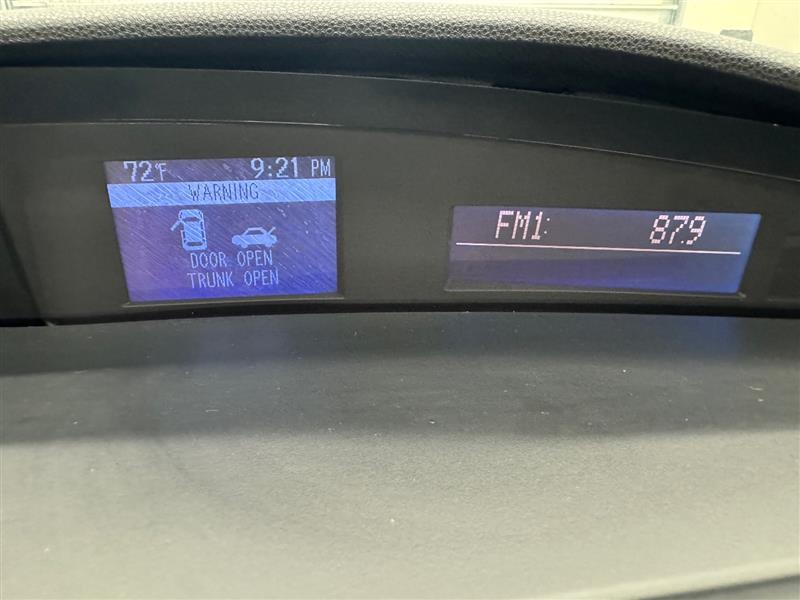 72°F 9:21 PM
WARNING
DOOR OPEN
TRUNK OPEN
FM1: 87.9